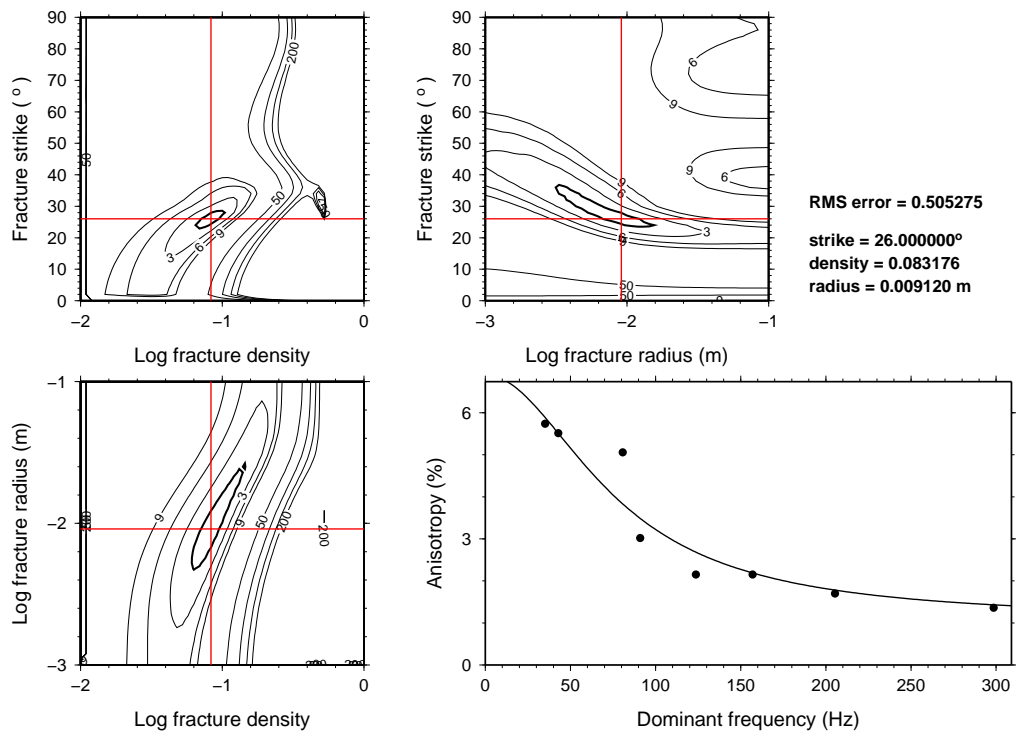 90
80
70
60
50
40
30
20
10
0
Fracture strike ( º )
−2 −1 0
Log fracture density
50
200
50
3
6
9
90
80
70
60
50
40
30
20
10
0
Fracture strike ( º )
−3 −2 −1
Log fracture radius (m)
6
9
9
6
9
6
3
50
50
RMS error = 0.505275
strike = 26.000000º
density = 0.083176
radius = 0.009120 m
−1
−2
−3
Log fracture radius (m)
−2 −1 0
Log fracture density
9
3
9
50
200
200
6
3
0
Anisotropy (%)
0 50 100 150 200 250 300
Dominant frequency (Hz)